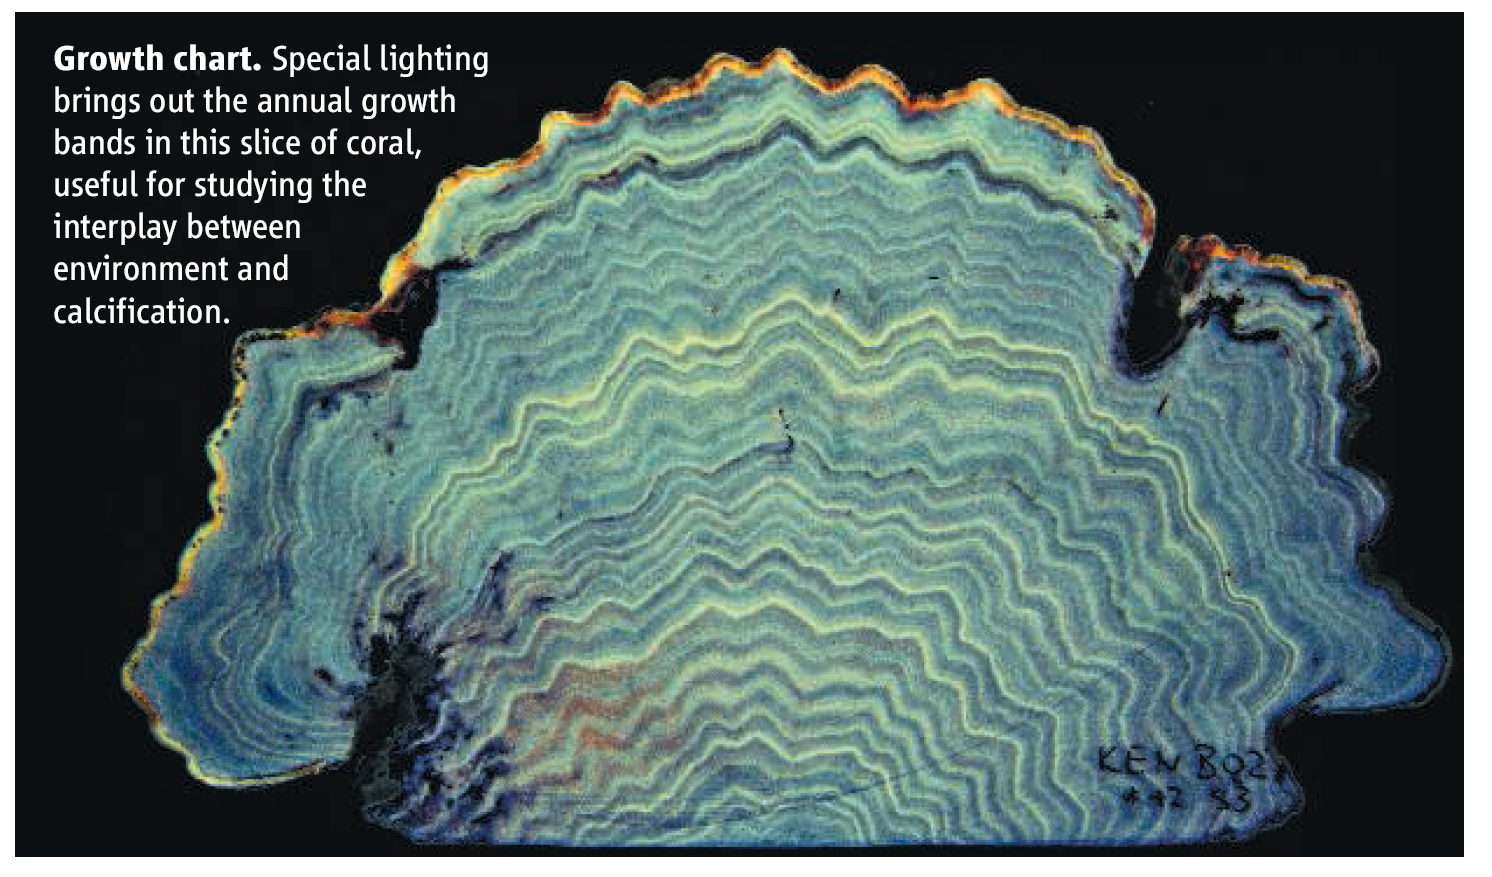 Growth chart. Special lighting
brings out the annual growth
bands in this slice of coral,
useful for studying the
interplay between
environment and
calcification.
KEN B02